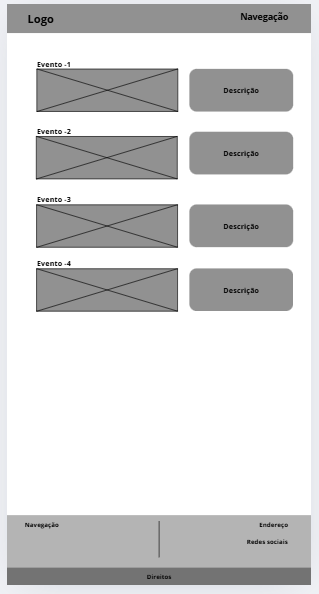 Logo
Navegação
Evento -1
Descrição
Evento -2
Descrição
Evento -3
Descrição
Evento -4
Descrição
Navegação
Endereço
Redes sociais
Direitos